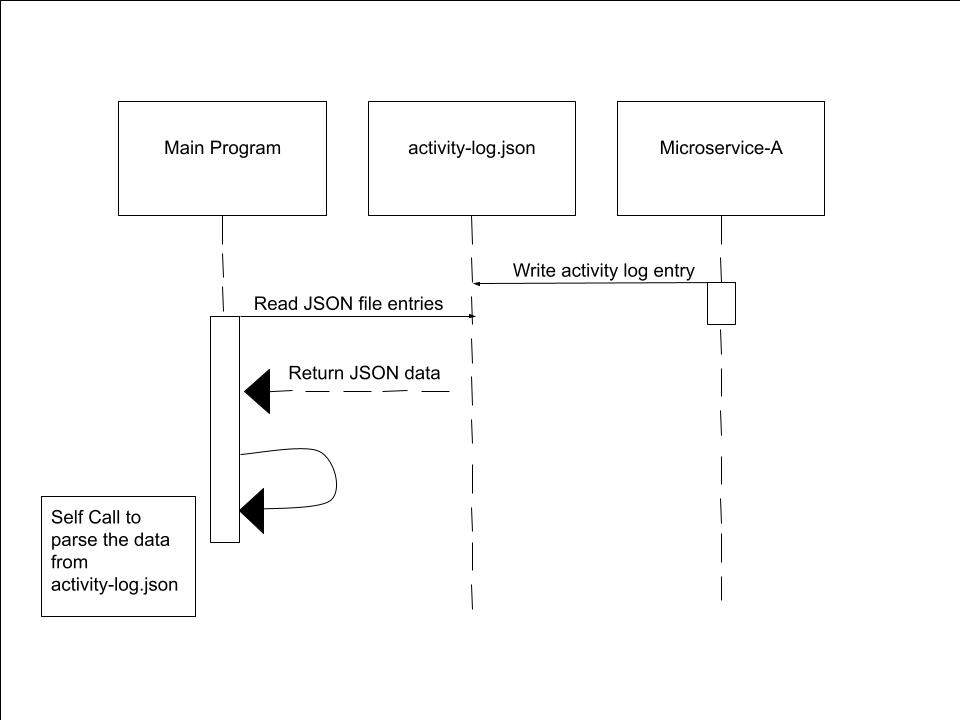 Main Program
activity-log.json
Microservice-A
Write activity log entry
Read JSON file entries
Return JSON data
Self Call to
parse the data
from
activity-log.json